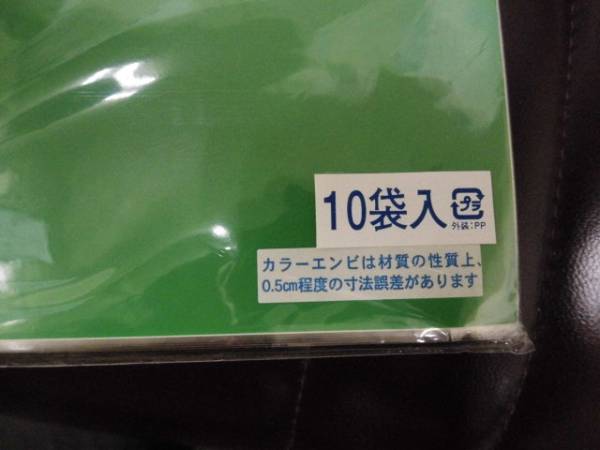 10袋入 プラ
外装:PP
カラーエンビは材質の性質上、
0.5cm程度の寸法誤差があります